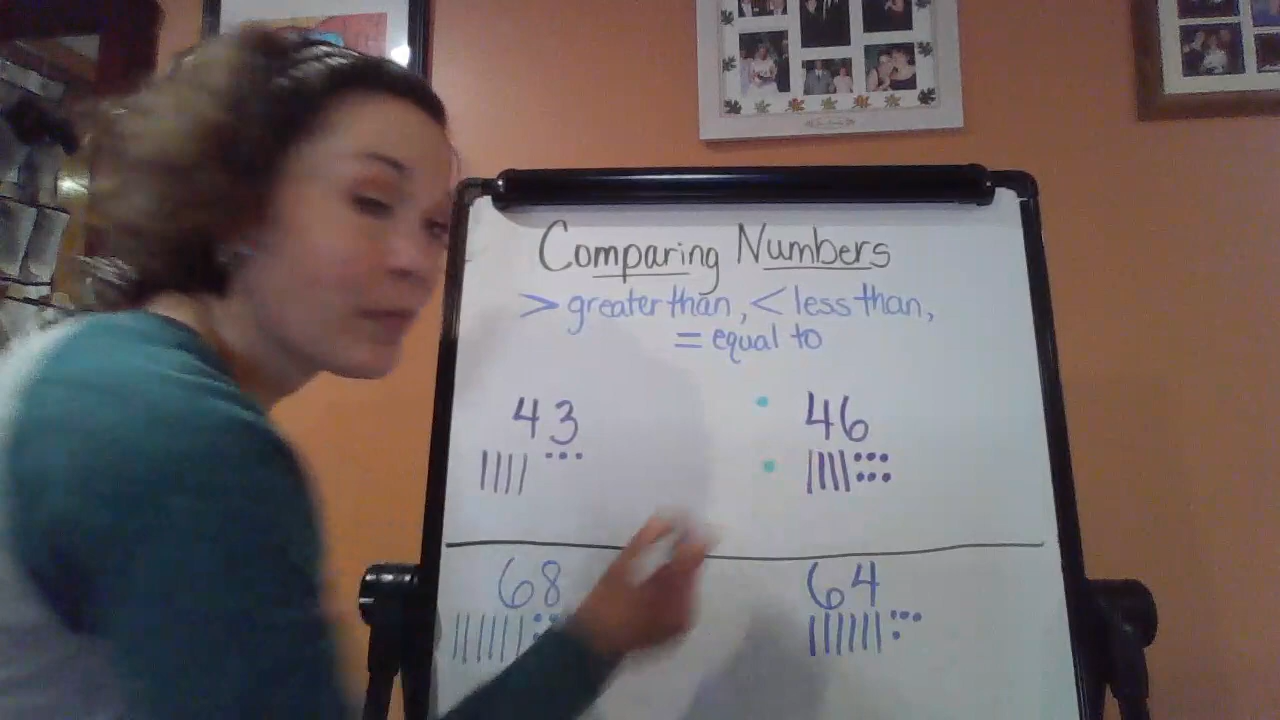 Comparing Numbers
> greater than, < less than,
= equal to
43 46
68 64